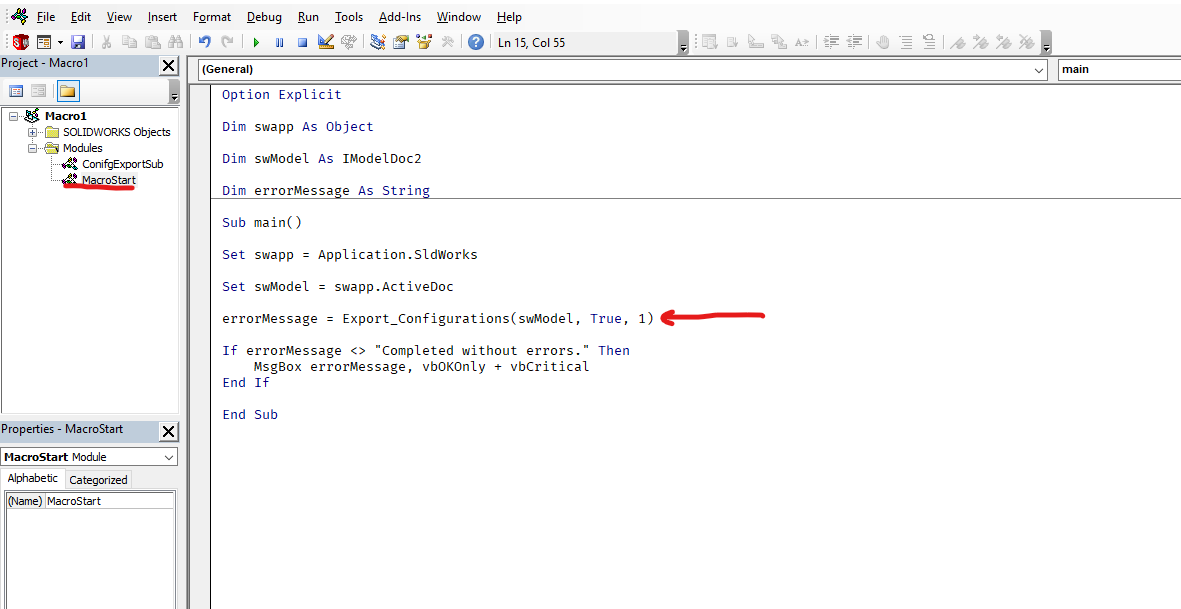 File Edit View Insert Format Debug Run Tools Add-Ins Window Help
Ln 15, Col 55
Project - Macro1
(General)
main
Macro1
SOLIDWORKS Objects
Modules
ConifgExportSub
MacroStart
Option Explicit
Dim swapp As Object
Dim swModel As IModelDoc2
Dim errorMessage As String
Sub main()
Set swapp = Application.SldWorks
Set swModel = swapp.ActiveDoc
errorMessage = Export_Configurations(swModel, True, 1)
If errorMessage <> "Completed without errors." Then
MsgBox errorMessage, vbOKOnly + vbCritical
End If
End Sub
Properties - MacroStart
MacroStart Module
Alphabetic Categorized
(Name) MacroStart